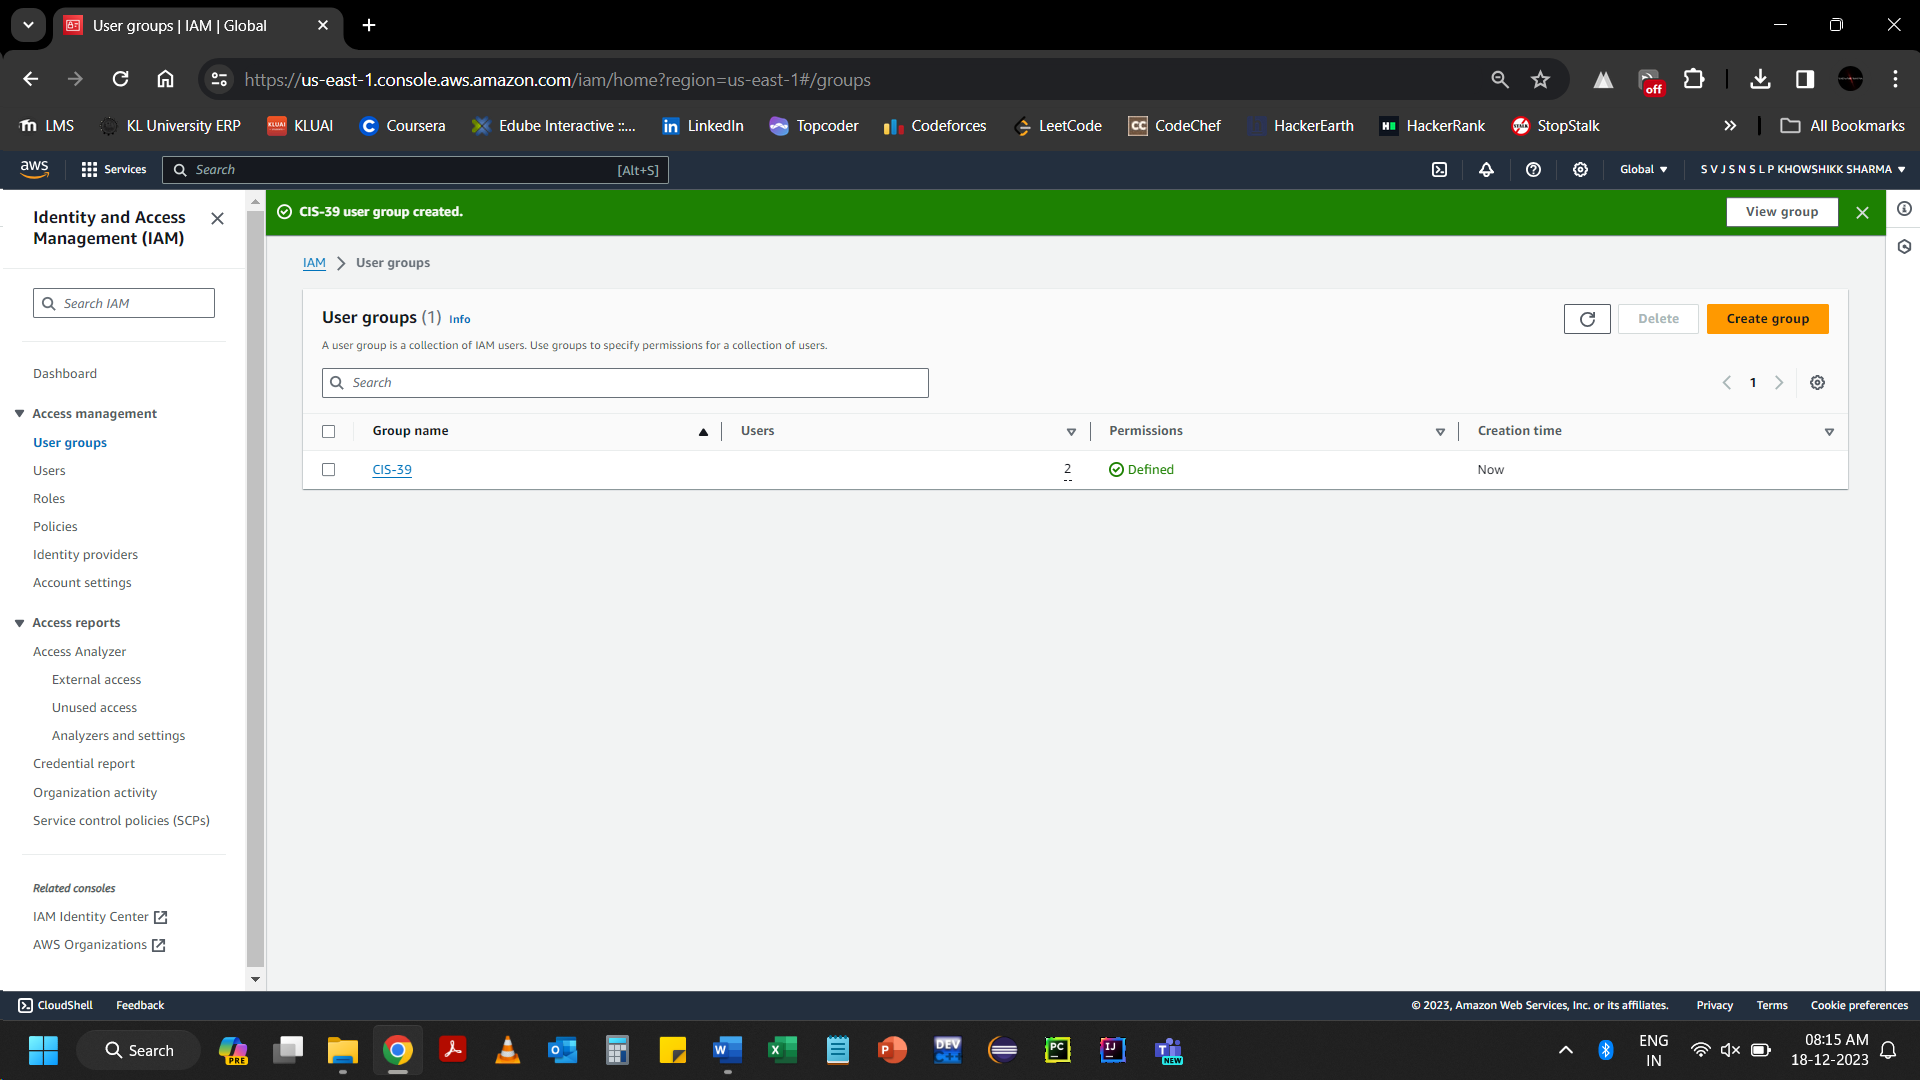 User groups | IAM | Global
https://us-east-1.console.aws.amazon.com/iam/home?region=us-east-1#/groups
off
LMS
KL University ERP
KLUAI
KLUAI
Coursera
Edube Interactive ::...
LinkedIn
Topcoder
Codeforces
LeetCode
CodeChef
HackerEarth
HackerRank
StopStalk
All Bookmarks
aws
Services
Search
[Alt+S]
Global
S V J S N S L P KHOWSHIKK SHARMA
Identity and Access
Management (IAM)
Search IAM
Dashboard
Access management
User groups
Users
Roles
Policies
Identity providers
Account settings
Access reports
Access Analyzer
External access
Unused access
Analyzers and settings
Credential report
Organization activity
Service control policies (SCPs)
Related consoles
IAM Identity Center
AWS Organizations
CIS-39 user group created.
View group
IAM
User groups
User groups (1) Info
Delete
Create group
A user group is a collection of IAM users. Use groups to specify permissions for a collection of users.
Search
1
Group name
Users
Permissions
Creation time
CIS-39
2
Defined
Now
CloudShell
Feedback
© 2023, Amazon Web Services, Inc. or its affiliates.
Privacy
Terms
Cookie preferences
Search
PRE
DEV
C++
PC
IJ
NEW
ENG
IN
08:15 AM
18-12-2023